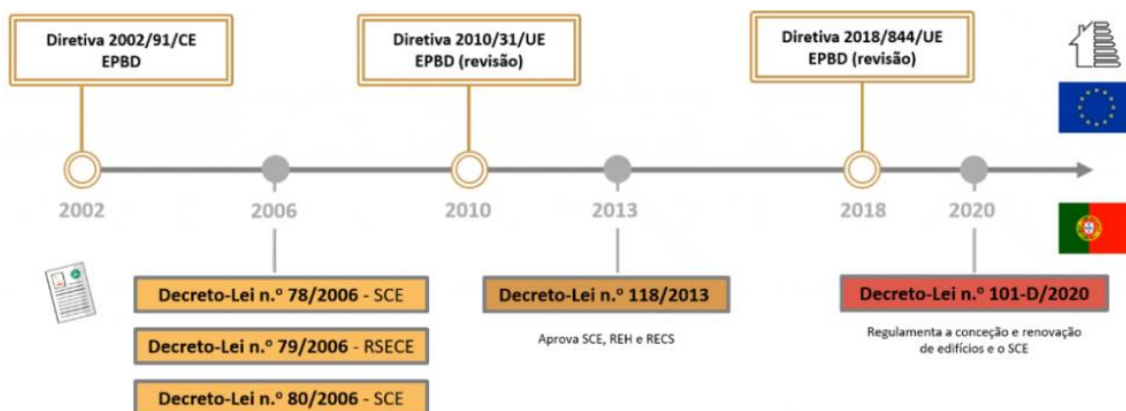 Diretiva 2002/91/CE
EPBD
Diretiva 2010/31/UE
EPBD (revisão)
Diretiva 2018/844/UE
EPBD (revisão)
2002
2006
2010
2013
2018
2020
Decreto-Lei n.º 78/2006 - SCE
Decreto-Lei n.º 79/2006 - RSECE
Decreto-Lei n.º 80/2006 - SCE
Decreto-Lei n.º 118/2013
Aprova SCE, REH e RECS
Decreto-Lei n.º 101-D/2020
Regulamenta a conceção e renovação
de edifícios e o SCE